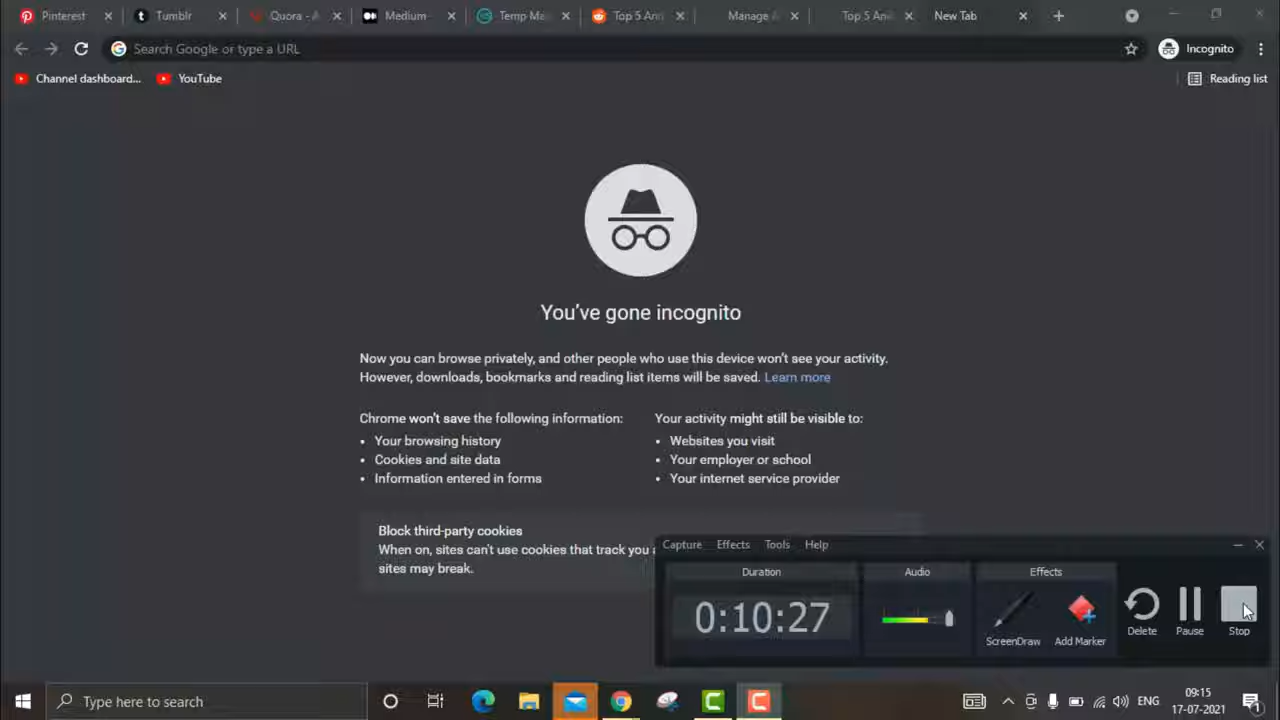 Pinterest
Tumblr
Quora - A
Medium
Temp Ma
Top 5 Ann
Manage
Top 5 An
New Tab
Search Google or type a URL
Incognito
Channel dashboard...
YouTube
Reading list
You've gone incognito
Now you can browse privately, and other people who use this device won't see your activity.
However, downloads, bookmarks and reading list items will be saved. Learn more
Chrome won't save the following information:
• Your browsing history
• Cookies and site data
• Information entered in forms
Your activity might still be visible to:
• Websites you visit
• Your employer or school
• Your internet service provider
Block third-party cookies
When on, sites can't use cookies that track you a
sites may break.
Capture Effects Tools Help
Duration
Audio
Effects
0:10:27
ScreenDraw
Add Marker
Delete
Pause
Stop
Type here to search
ENG
09:15
17-07-2021
1